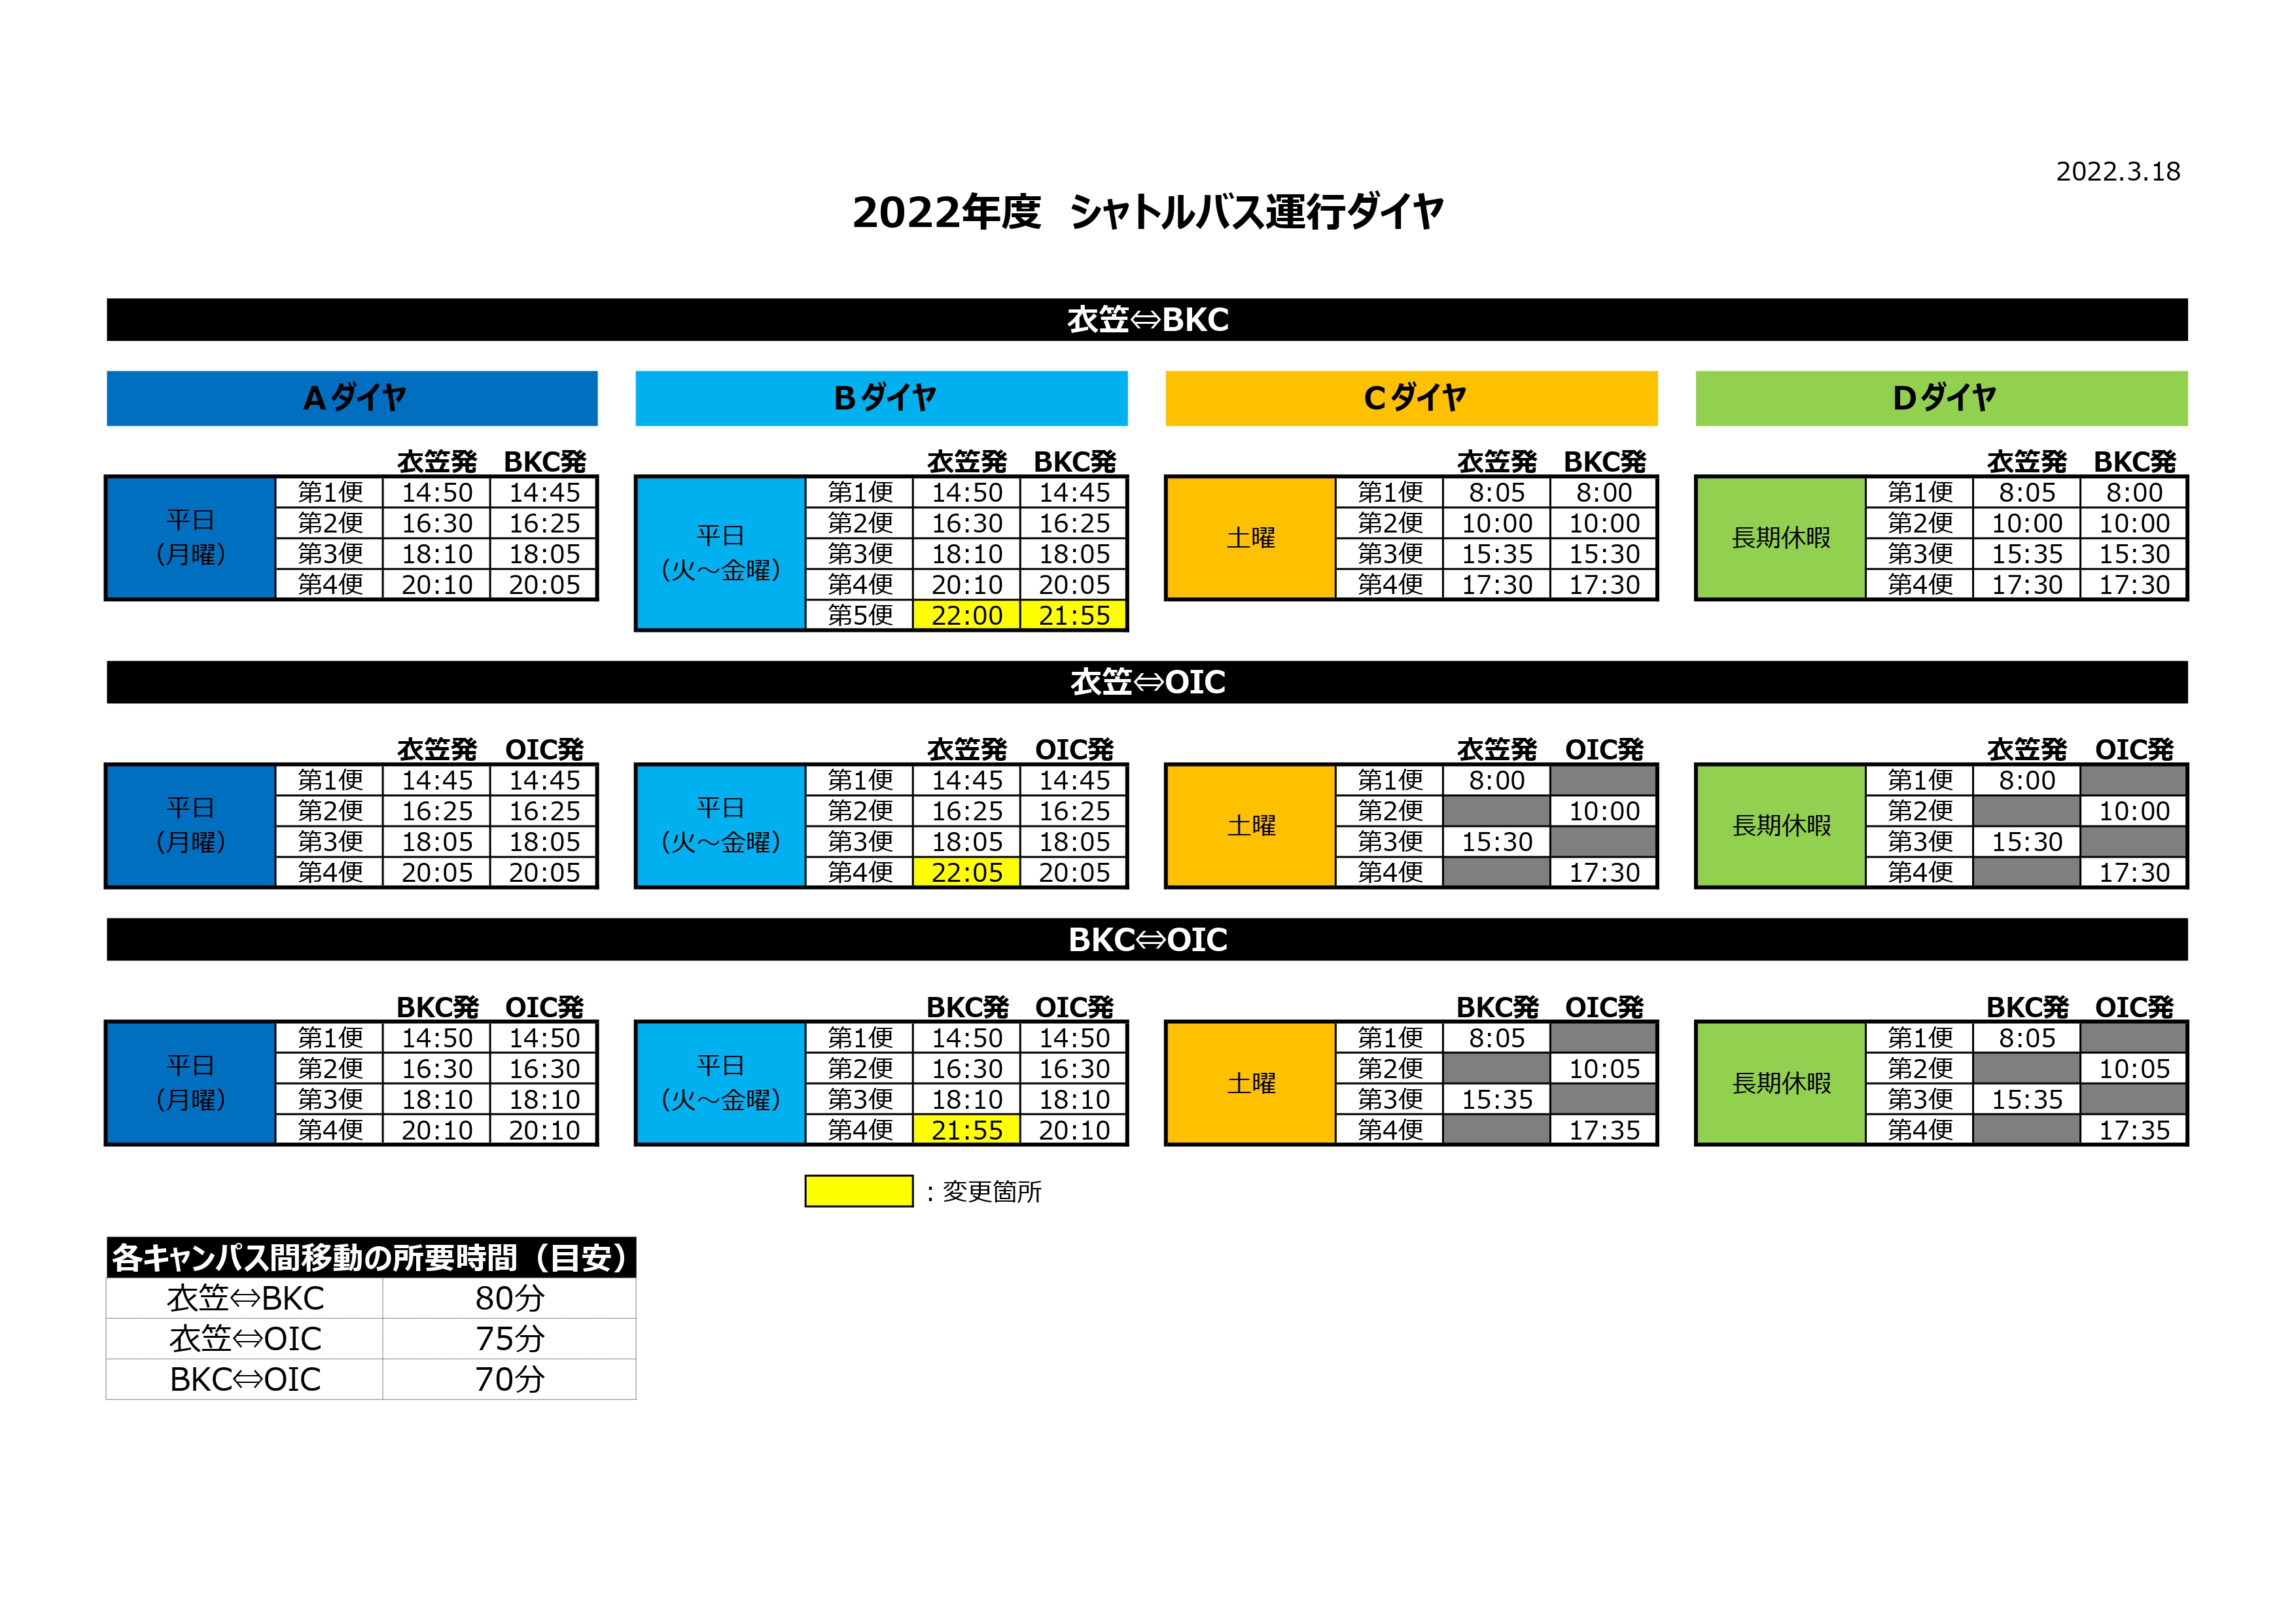 2022.3.18
2022年度　シャトルバス運行ダイヤ
衣笠⇔BKC
Aダイヤ Bダイヤ Cダイヤ Dダイヤ
衣笠発 BKC発 衣笠発 BKC発 衣笠発 BKC発 衣笠発 BKC発
平日
（月曜）
第1便 14:50 14:45
第2便 16:30 16:25
第3便 18:10 18:05
第4便 20:10 20:05
平日
（火～金曜）
第1便 14:50 14:45
第2便 16:30 16:25
第3便 18:10 18:05
第4便 20:10 20:05
第5便 22:00 21:55
土曜
第1便 8:05 8:00
第2便 10:00 10:00
第3便 15:35 15:30
第4便 17:30 17:30
長期休暇
第1便 8:05 8:00
第2便 10:00 10:00
第3便 15:35 15:30
第4便 17:30 17:30
衣笠⇔OIC
衣笠発 OIC発 衣笠発 OIC発 衣笠発 OIC発 衣笠発 OIC発
平日
（月曜）
第1便 14:45 14:45
第2便 16:25 16:25
第3便 18:05 18:05
第4便 20:05 20:05
平日
（火～金曜）
第1便 14:45 14:45
第2便 16:25 16:25
第3便 18:05 18:05
第4便 22:05 20:05
土曜
第1便 8:00
第2便 10:00
第3便 15:30
第4便 17:30
長期休暇
第1便 8:00
第2便 10:00
第3便 15:30
第4便 17:30
BKC⇔OIC
BKC発 OIC発 BKC発 OIC発 BKC発 OIC発 BKC発 OIC発
平日
（月曜）
第1便 14:50 14:50
第2便 16:30 16:30
第3便 18:10 18:10
第4便 20:10 20:10
平日
（火～金曜）
第1便 14:50 14:50
第2便 16:30 16:30
第3便 18:10 18:10
第4便 21:55 20:10
土曜
第1便 8:05
第2便 10:05
第3便 15:35
第4便 17:35
長期休暇
第1便 8:05
第2便 10:05
第3便 15:35
第4便 17:35
：変更箇所
各キャンパス間移動の所要時間（目安）
衣笠⇔BKC 80分
衣笠⇔OIC 75分
BKC⇔OIC 70分